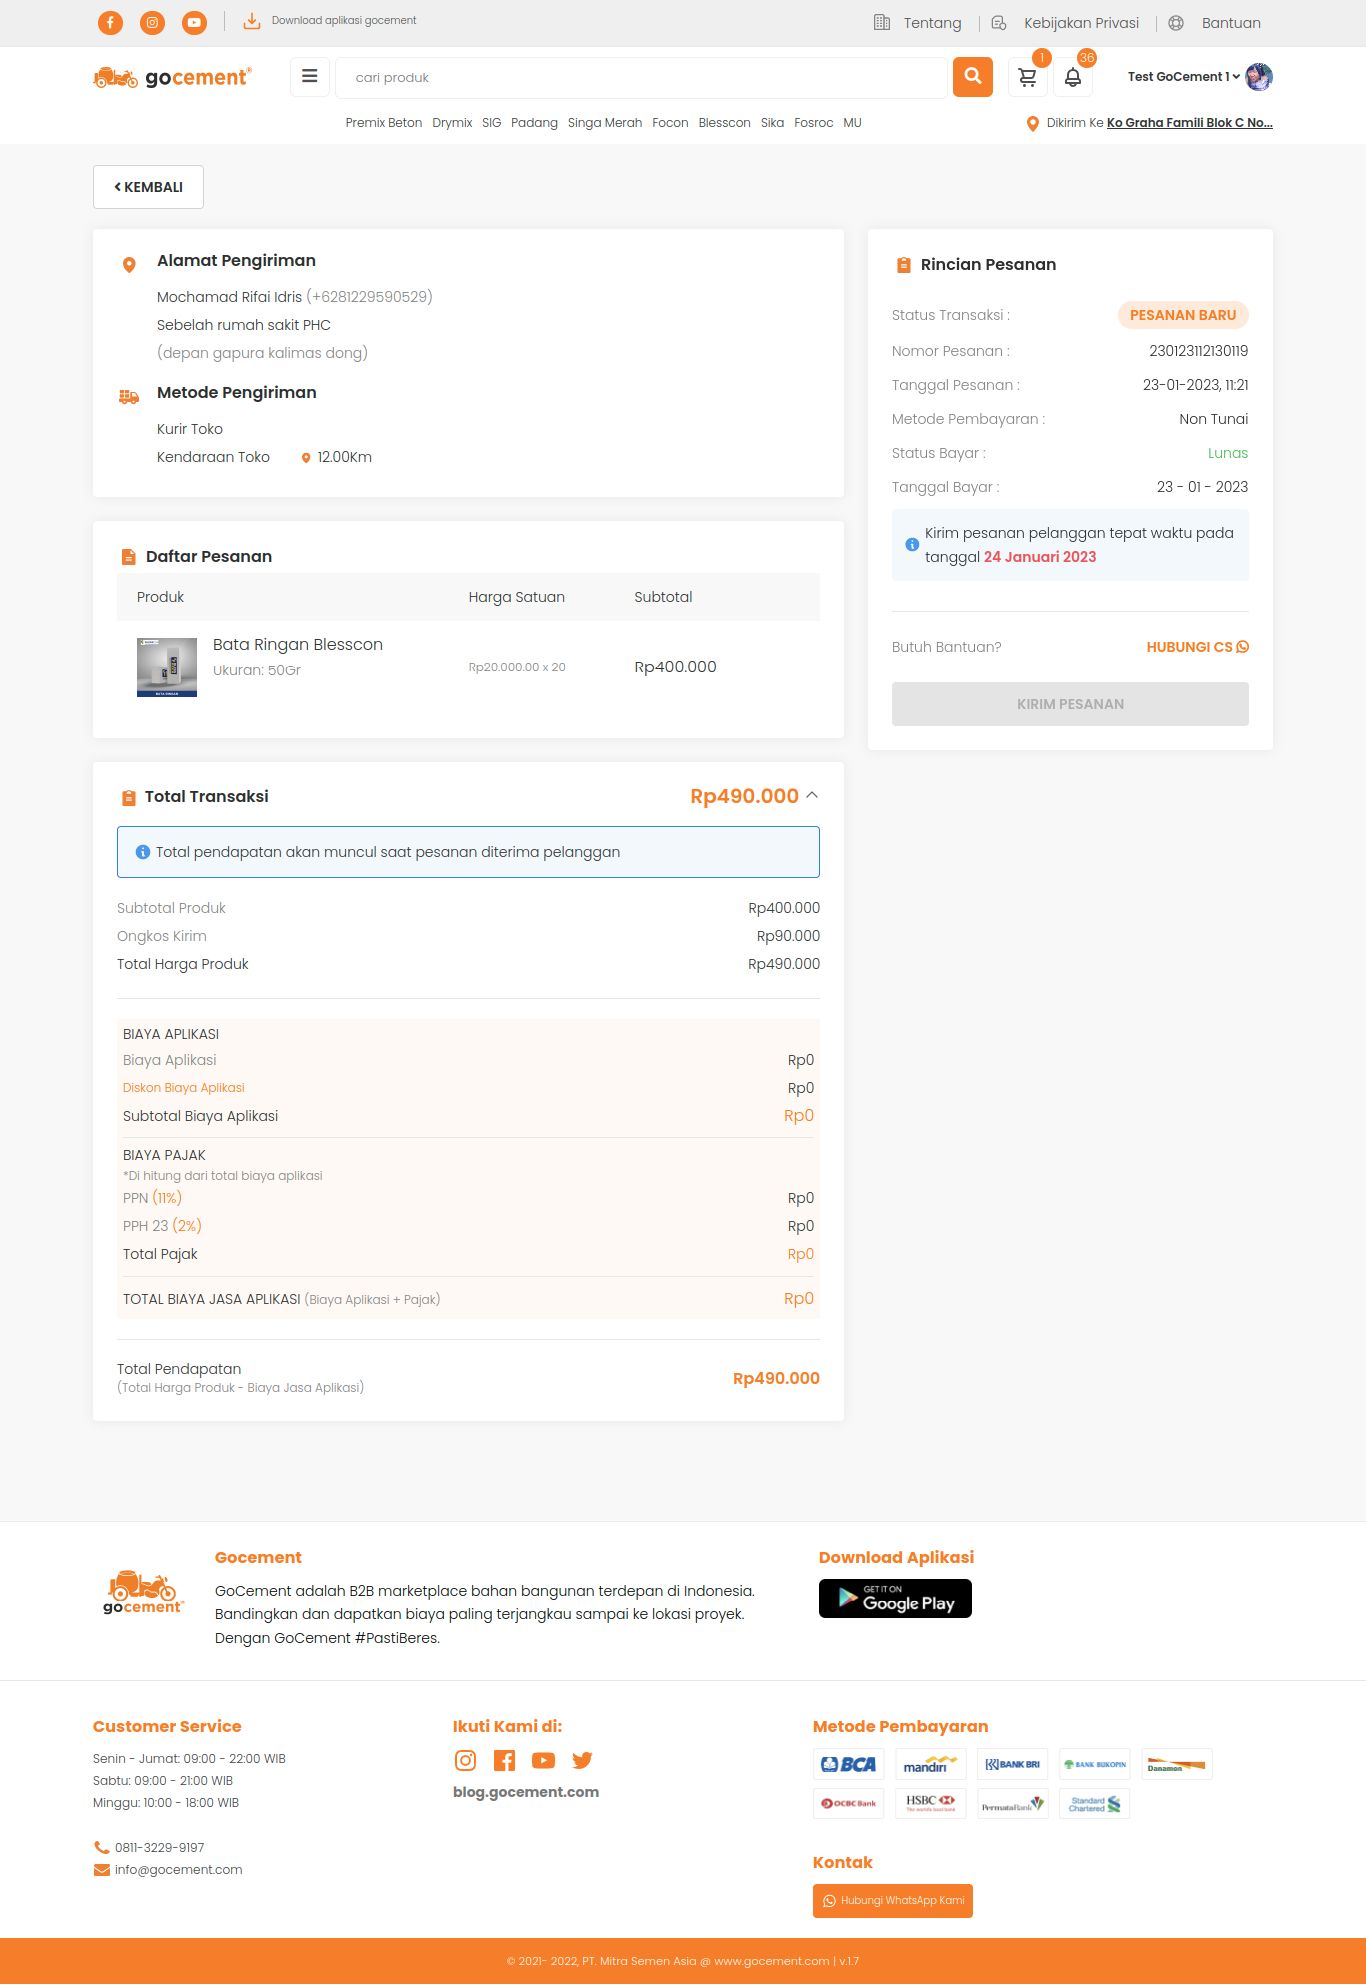 Download aplikasi gocement
Tentang
Kebijakan Privasi
Bantuan
gocement®
cari produk
1
36
Test GoCement 1
Premix Beton Drymix SIG Padang Singa Merah Focon Blesscon Sika Fosroc MU
Dikirim Ke Ko Graha Famili Blok C No...
KEMBALI
Alamat Pengiriman
Mochamad Rifai Idris (+6281229590529)
Sebelah rumah sakit PHC
(depan gapura kalimas dong)
Metode Pengiriman
Kurir Toko
Kendaraan Toko 12.00Km
Rincian Pesanan
Status Transaksi : PESANAN BARU
Nomor Pesanan : 230123112130119
Tanggal Pesanan : 23-01-2023, 11:21
Metode Pembayaran : Non Tunai
Status Bayar : Lunas
Tanggal Bayar : 23 - 01 - 2023
Kirim pesanan pelanggan tepat waktu pada
tanggal 24 Januari 2023
Butuh Bantuan? HUBUNGI CS
KIRIM PESANAN
Daftar Pesanan
Produk Harga Satuan Subtotal
Bata Ringan Blesscon
Ukuran: 50Gr
Rp20.000.00 x 20
Rp400.000
BATA RINGAN
Total Transaksi Rp490.000
Total pendapatan akan muncul saat pesanan diterima pelanggan
Subtotal Produk Rp400.000
Ongkos Kirim Rp90.000
Total Harga Produk Rp490.000
BIAYA APLIKASI
Biaya Aplikasi Rp0
Diskon Biaya Aplikasi Rp0
Subtotal Biaya Aplikasi Rp0
BIAYA PAJAK
*Di hitung dari total biaya aplikasi
PPN (11%) Rp0
PPH 23 (2%) Rp0
Total Pajak Rp0
TOTAL BIAYA JASA APLIKASI (Biaya Aplikasi + Pajak) Rp0
Total Pendapatan
(Total Harga Produk - Biaya Jasa Aplikasi)
Rp490.000
gocement
Gocement
GoCement adalah B2B marketplace bahan bangunan terdepan di Indonesia.
Bandingkan dan dapatkan biaya paling terjangkau sampai ke lokasi proyek.
Dengan GoCement #PastiBeres.
Download Aplikasi
GET IT ON
Google Play
Customer Service
Senin - Jumat: 09:00 - 22:00 WIB
Sabtu: 09:00 - 21:00 WIB
Minggu: 10:00 - 18:00 WIB
0811-3229-9197
info@gocement.com
Ikuti Kami di:
blog.gocement.com
Metode Pembayaran
BCA
mandiri
BANK BRI
BANK BUKOPIN
Danamon
OCBC Bank
HSBC
The world's local bank
PermataBank
Standard
Chartered
Kontak
Hubungi WhatsApp Kami
© 2021- 2022, PT. Mitra Semen Asia @ www.gocement.com | v.1.7